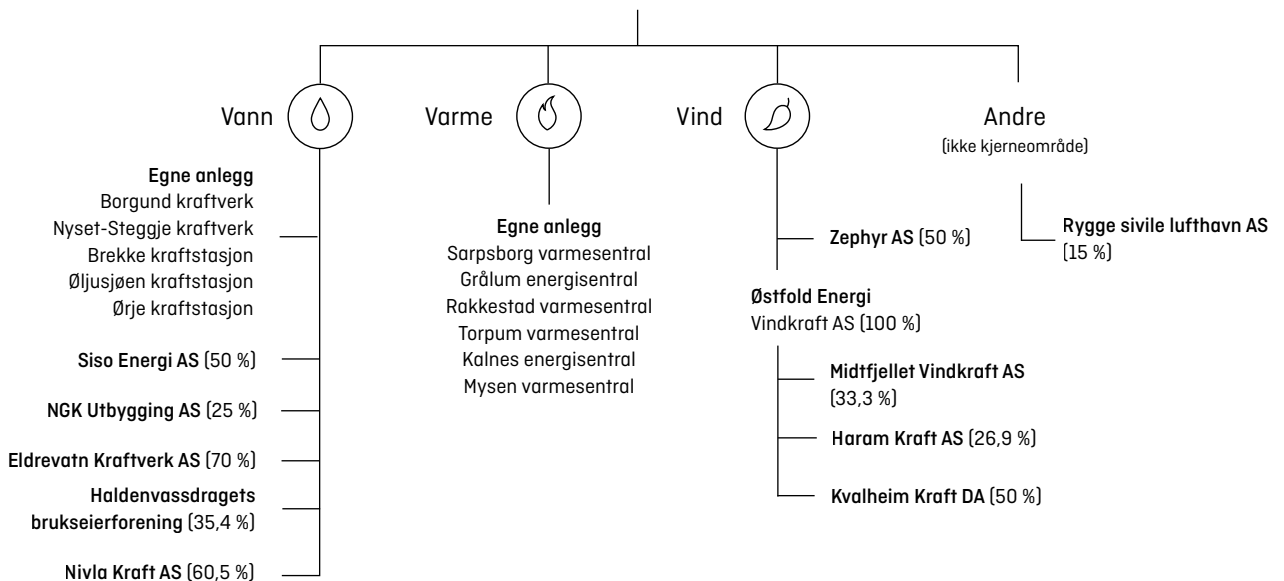 Vann
Egne anlegg
Borgund kraftverk
Nyset-Steggje kraftverk
Brekke kraftstasjon
Øljusjøen kraftstasjon
Ørje kraftstasjon
Siso Energi AS (50 %)
NGK Utbygging AS (25 %)
Eldrevatn Kraftverk AS (70 %)
Haldenvassdragets
brukseierforening (35,4 %)
Nivla Kraft AS (60,5 %)
Varme
Egne anlegg
Sarpsborg varmesentral
Grålum energisentral
Rakkestad varmesentral
Torpum varmesentral
Kalnes energisentral
Mysen varmesentral
Vind
Zephyr AS (50 %)
Østfold Energi
Vindkraft AS (100 %)
Midtfjellet Vindkraft AS
(33,3 %)
Haram Kraft AS (26,9 %)
Kvalheim Kraft DA (50 %)
Andre
(ikke kjerneområde)
Rygge sivile lufthavn AS
(15 %)